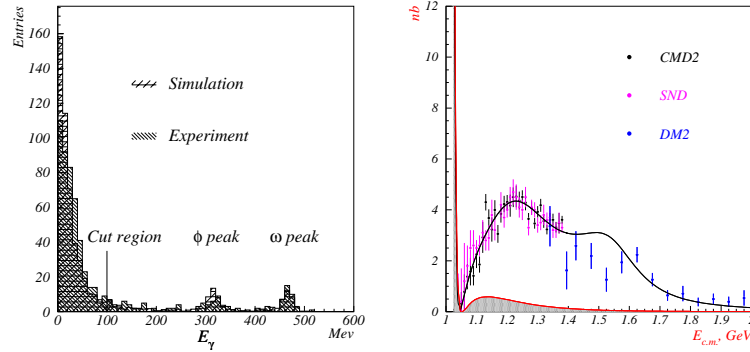 Entries
160
140
120
100
80
60
40
20
0
Simulation
Experiment
Cut region
ϕ peak
ω peak
0 100 200 300 400 500 600
Eγ
Mev
nb
12
10
8
6
4
2
0
CMD2
SND
DM2
1 1.1 1.2 1.3 1.4 1.5 1.6 1.7 1.8 1.9
Ec.m., GeV